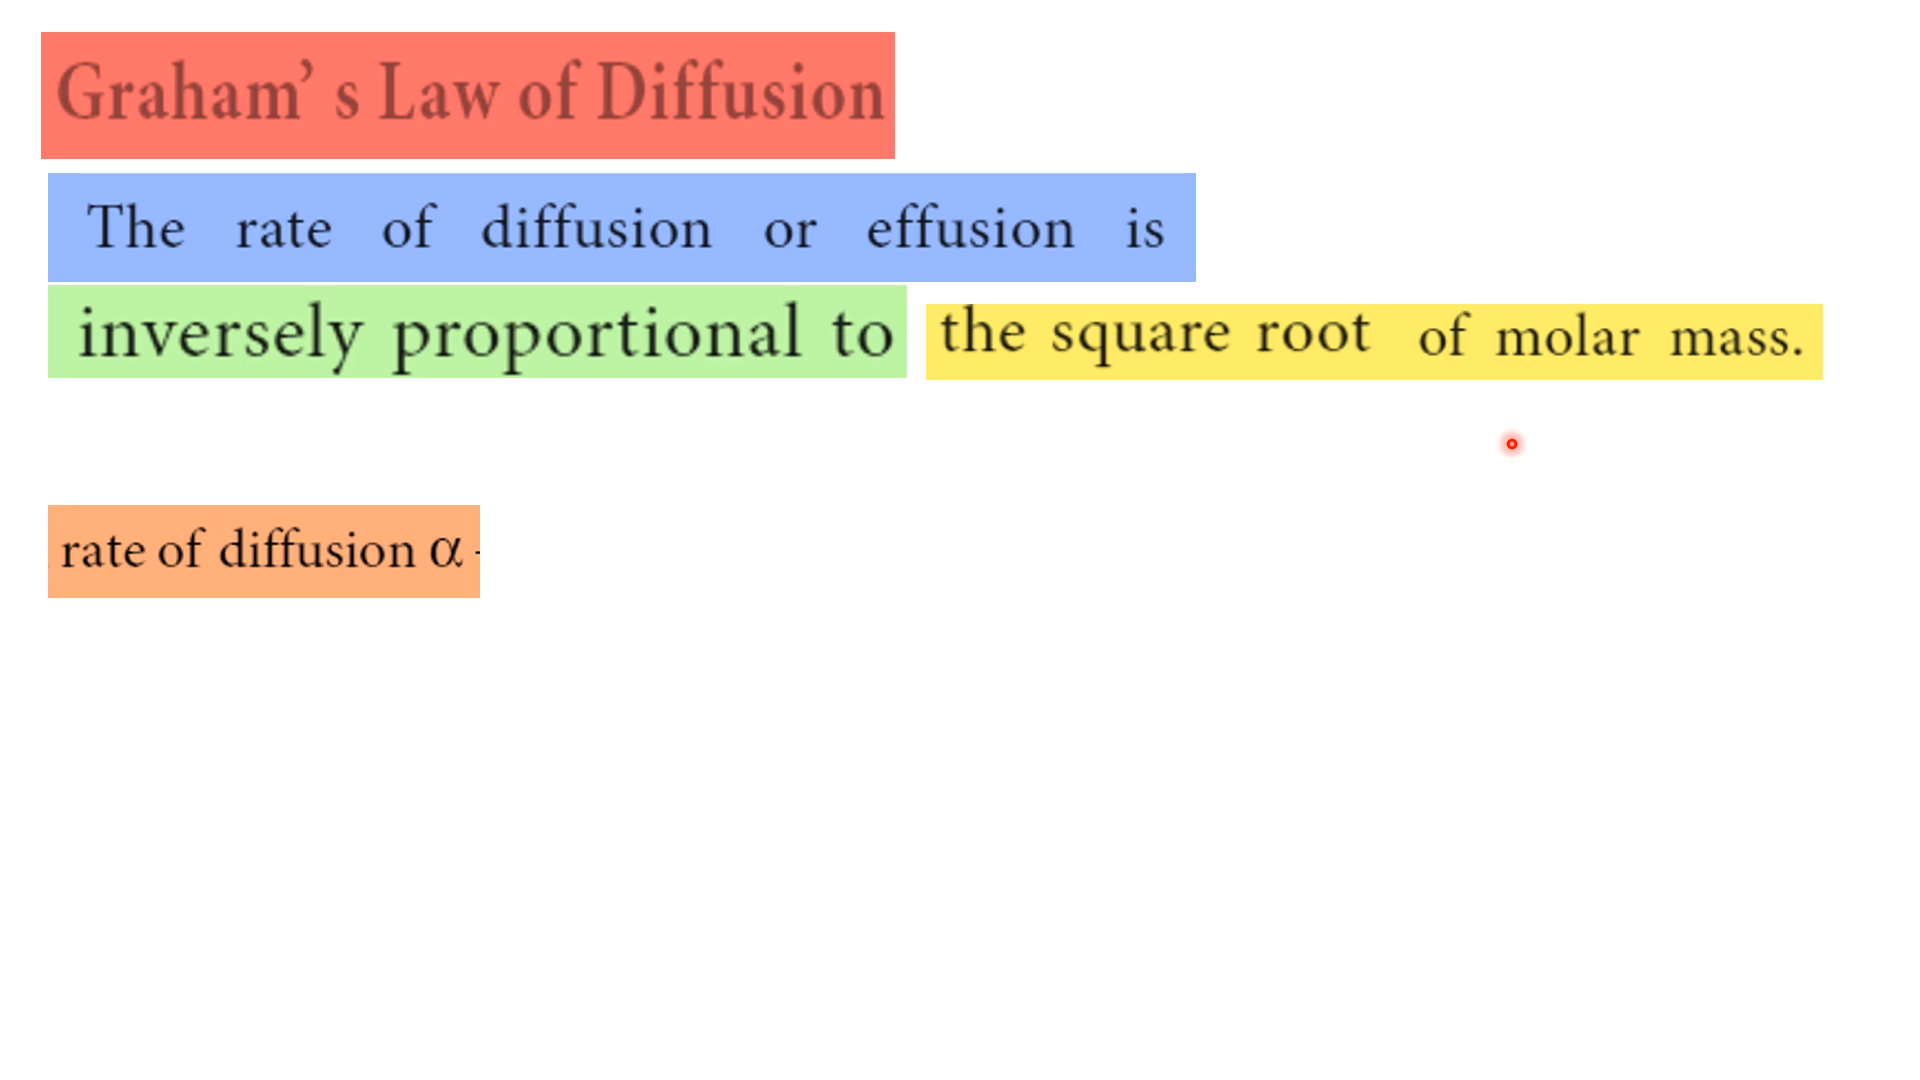 Graham’ s Law of Diffusion
The rate of diffusion or effusion is
inversely proportional to the square root of molar mass.
rate of diffusion α -